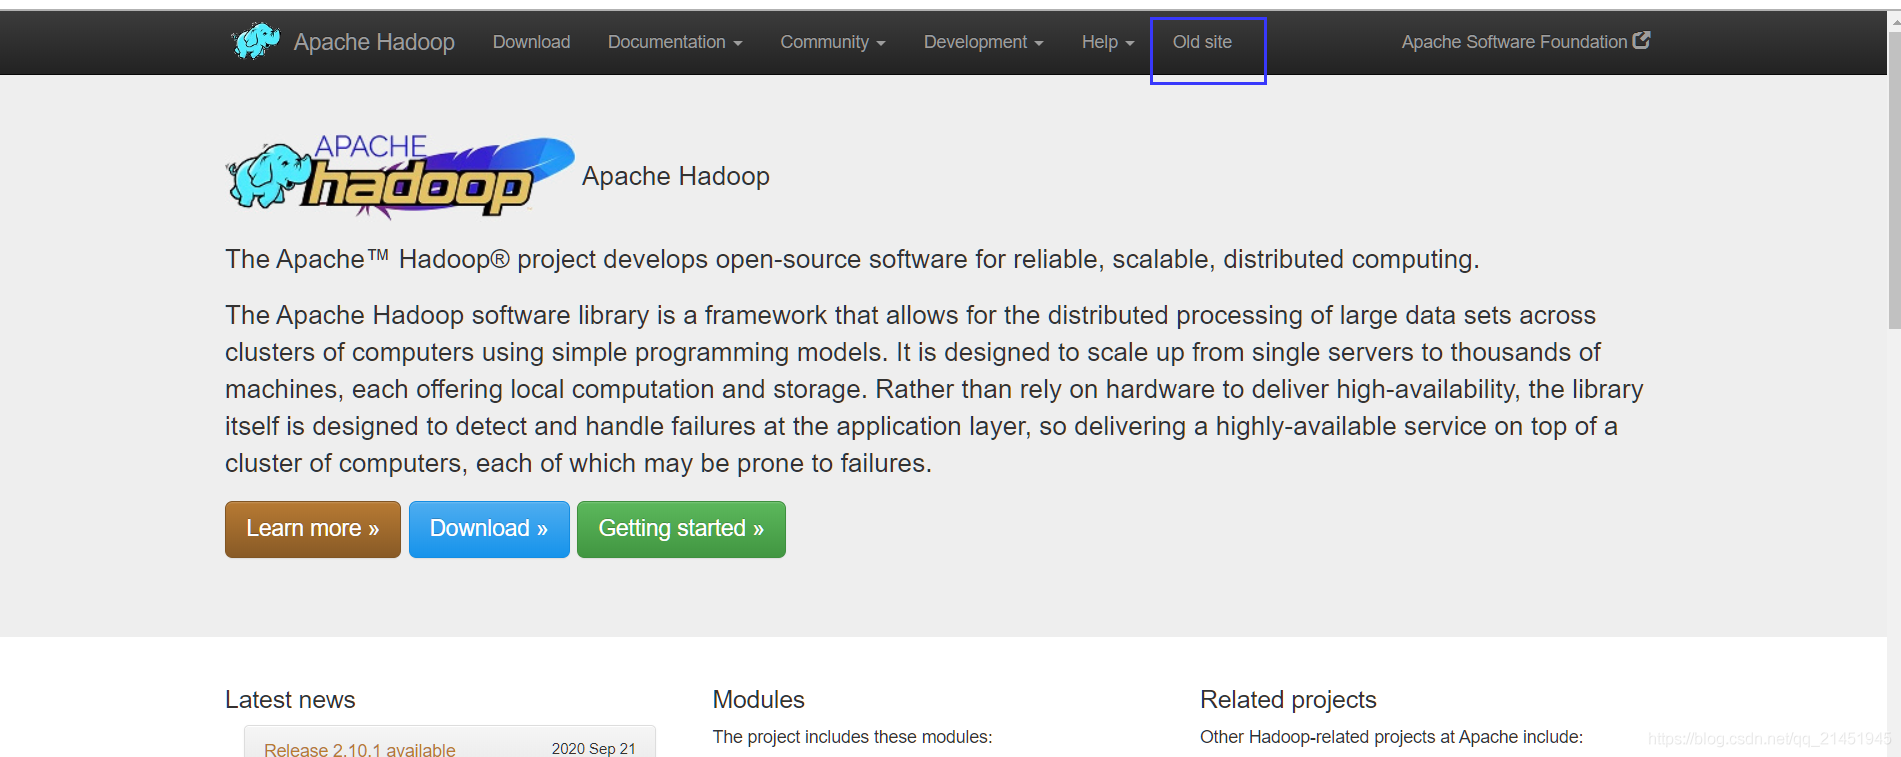 Apache Hadoop Download Documentation Community Development Help Old site Apache Software Foundation
APACHE
hadoop Apache Hadoop
The Apache™ Hadoop® project develops open-source software for reliable, scalable, distributed computing.
The Apache Hadoop software library is a framework that allows for the distributed processing of large data sets across
clusters of computers using simple programming models. It is designed to scale up from single servers to thousands of
machines, each offering local computation and storage. Rather than rely on hardware to deliver high-availability, the library
itself is designed to detect and handle failures at the application layer, so delivering a highly-available service on top of a
cluster of computers, each of which may be prone to failures.
Learn more » Download » Getting started »
Latest news Modules Related projects
Release 2.10.1 available 2020 Sep 21 The project includes these modules: Other Hadoop-related projects at Apache include:
https://blog.csdn.net/qq_21451945